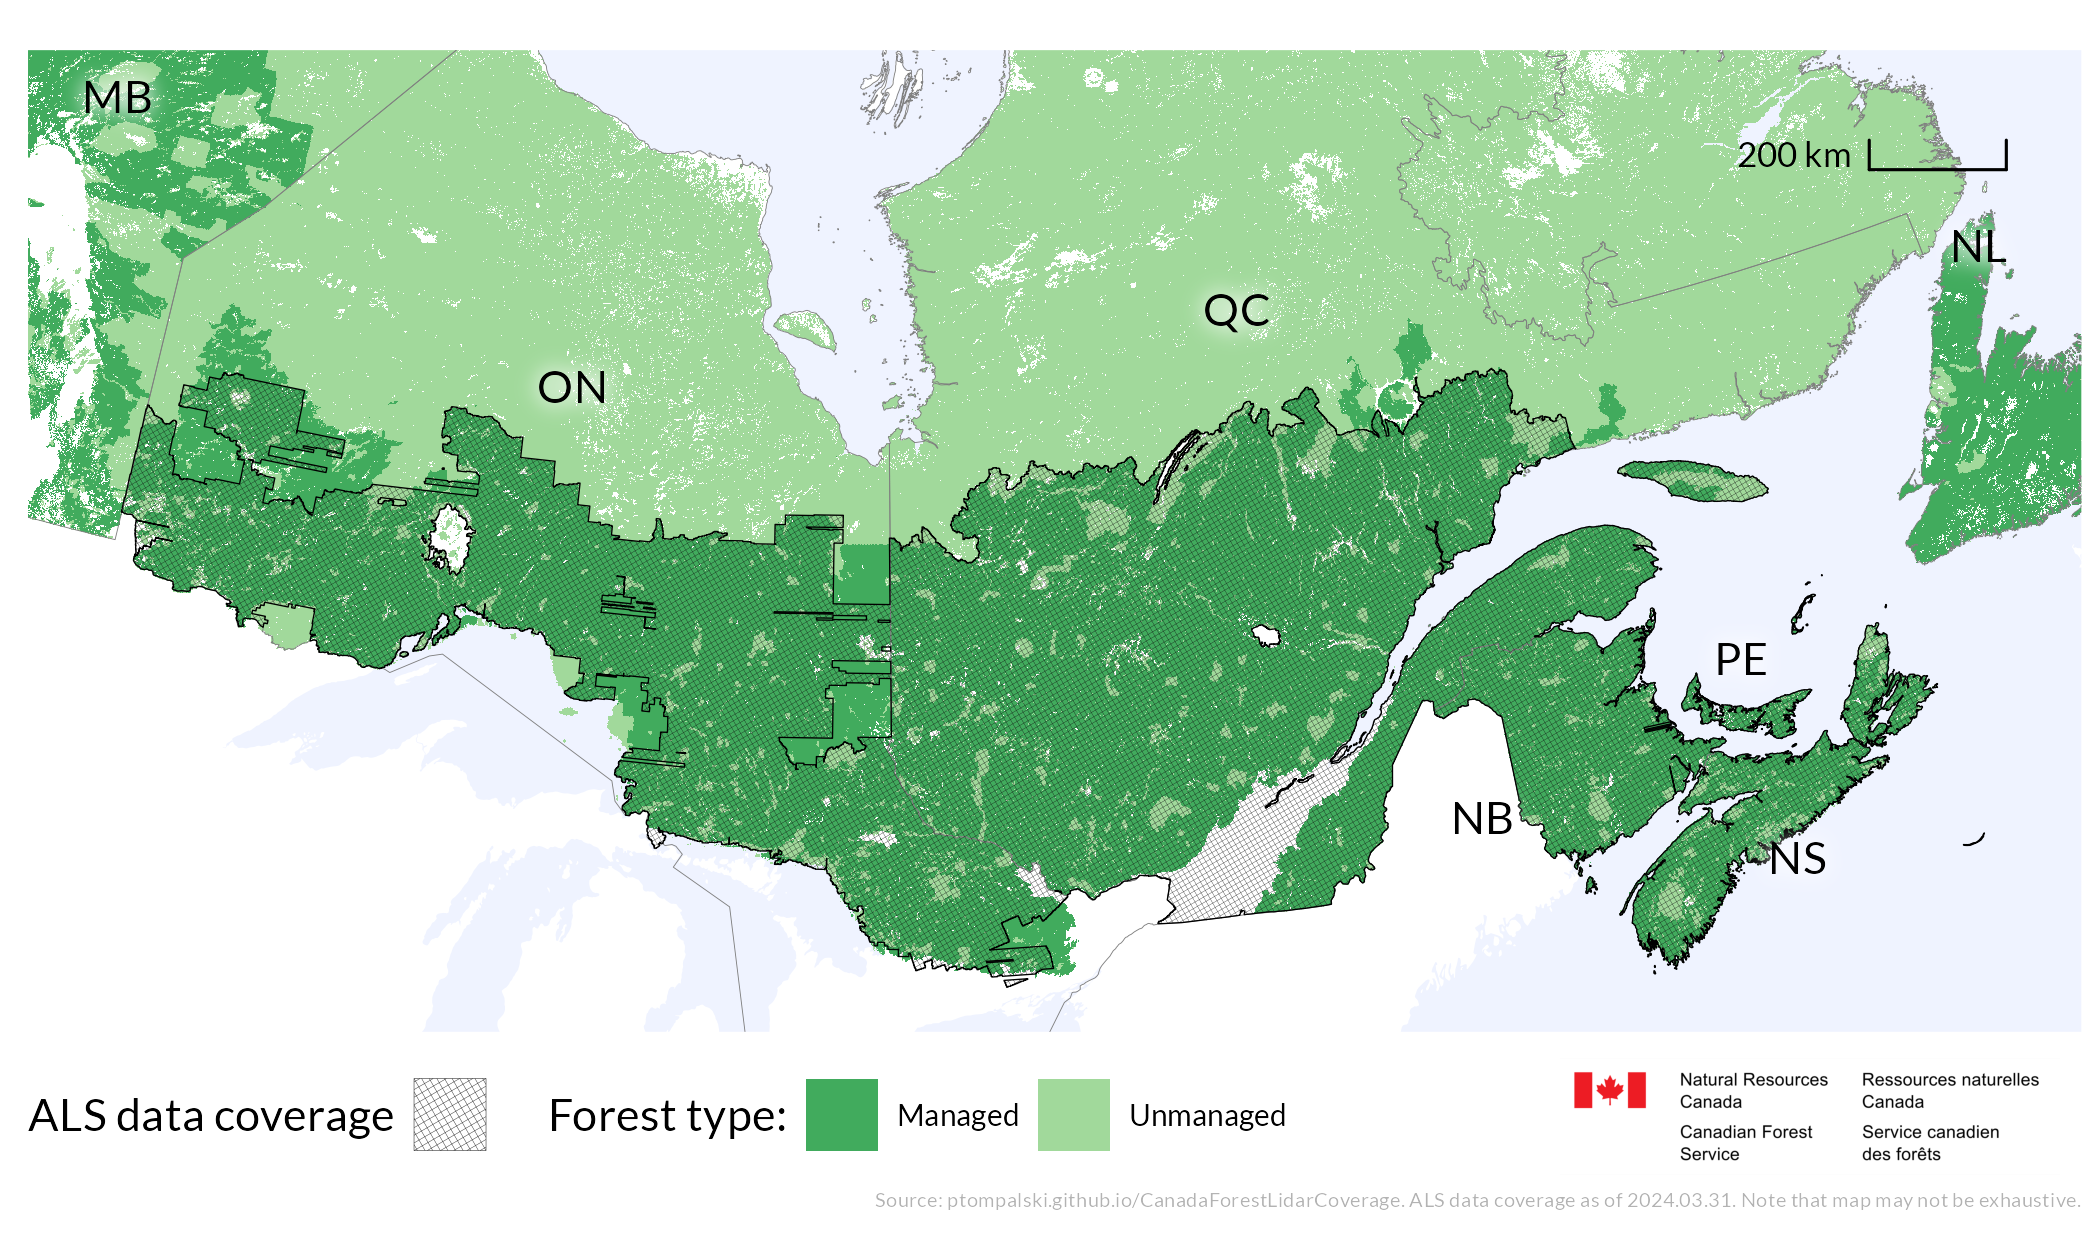 MB
200 km
NL
QC
ON
PE
NB
NS
ALS data coverage
Forest type:
Managed
Unmanaged
Natural Resources
Canada
Canadian Forest
Service
Ressources naturelles
Canada
Service canadien
des forêts
Source: ptompalski.github.io/CanadaForestLidarCoverage. ALS data coverage as of 2024.03.31. Note that map may not be exhaustive.